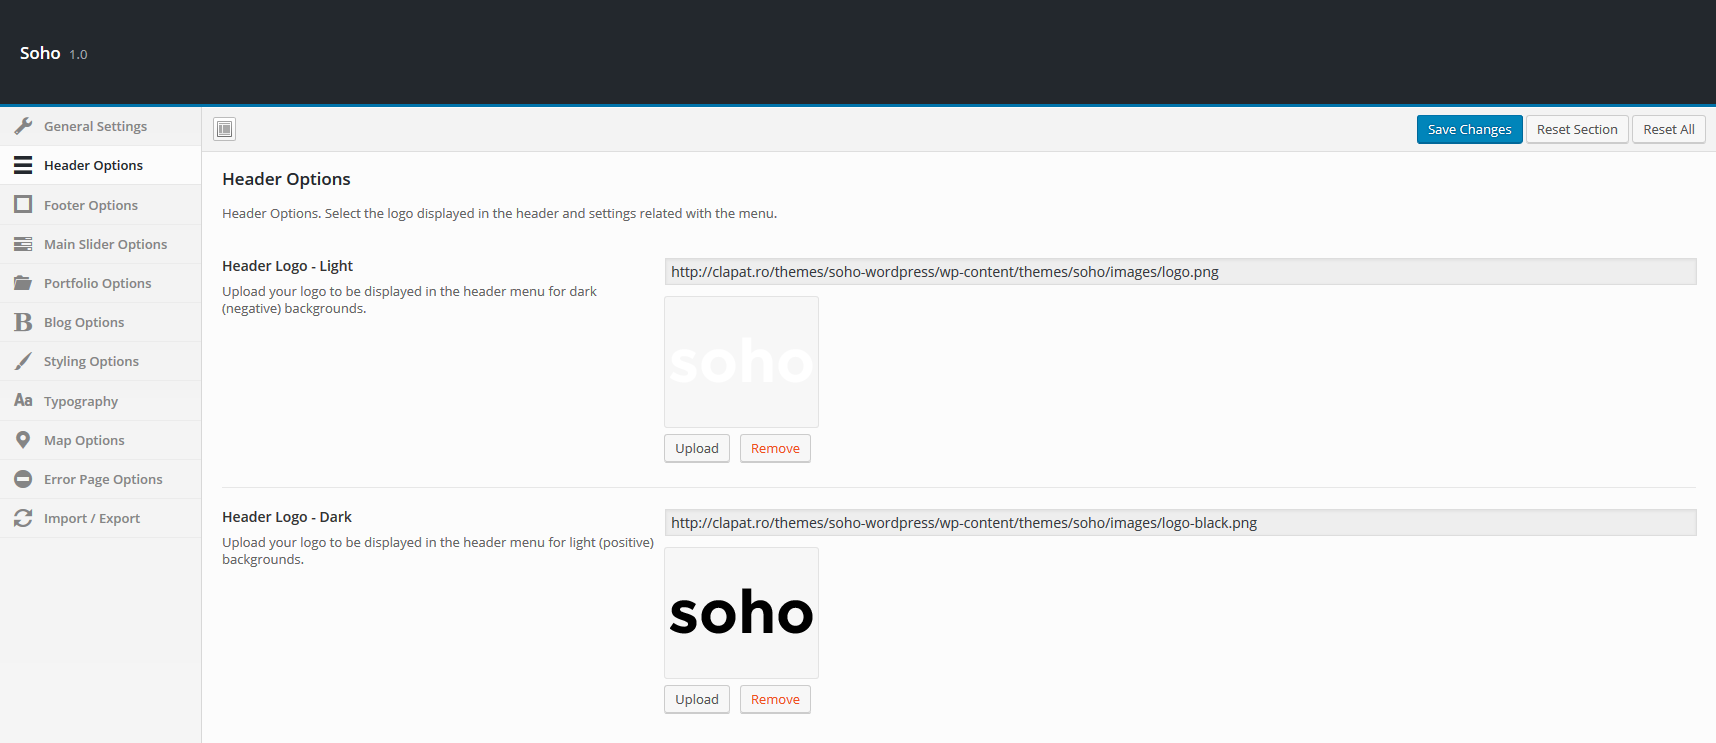 Soho 1.0
General Settings
Header Options
Footer Options
Main Slider Options
Portfolio Options
B Blog Options
Styling Options
Aa Typography
Map Options
Error Page Options
Import / Export
Save Changes
Reset Section
Reset All
Header Options
Header Options. Select the logo displayed in the header and settings related with the menu.
Header Logo - Light
Upload your logo to be displayed in the header menu for dark
(negative) backgrounds.
http://clapat.ro/themes/soho-wordpress/wp-content/themes/soho/images/logo.png
soho
Upload
Remove
Header Logo - Dark
Upload your logo to be displayed in the header menu for light (positive)
backgrounds.
http://clapat.ro/themes/soho-wordpress/wp-content/themes/soho/images/logo-black.png
soho
Upload
Remove